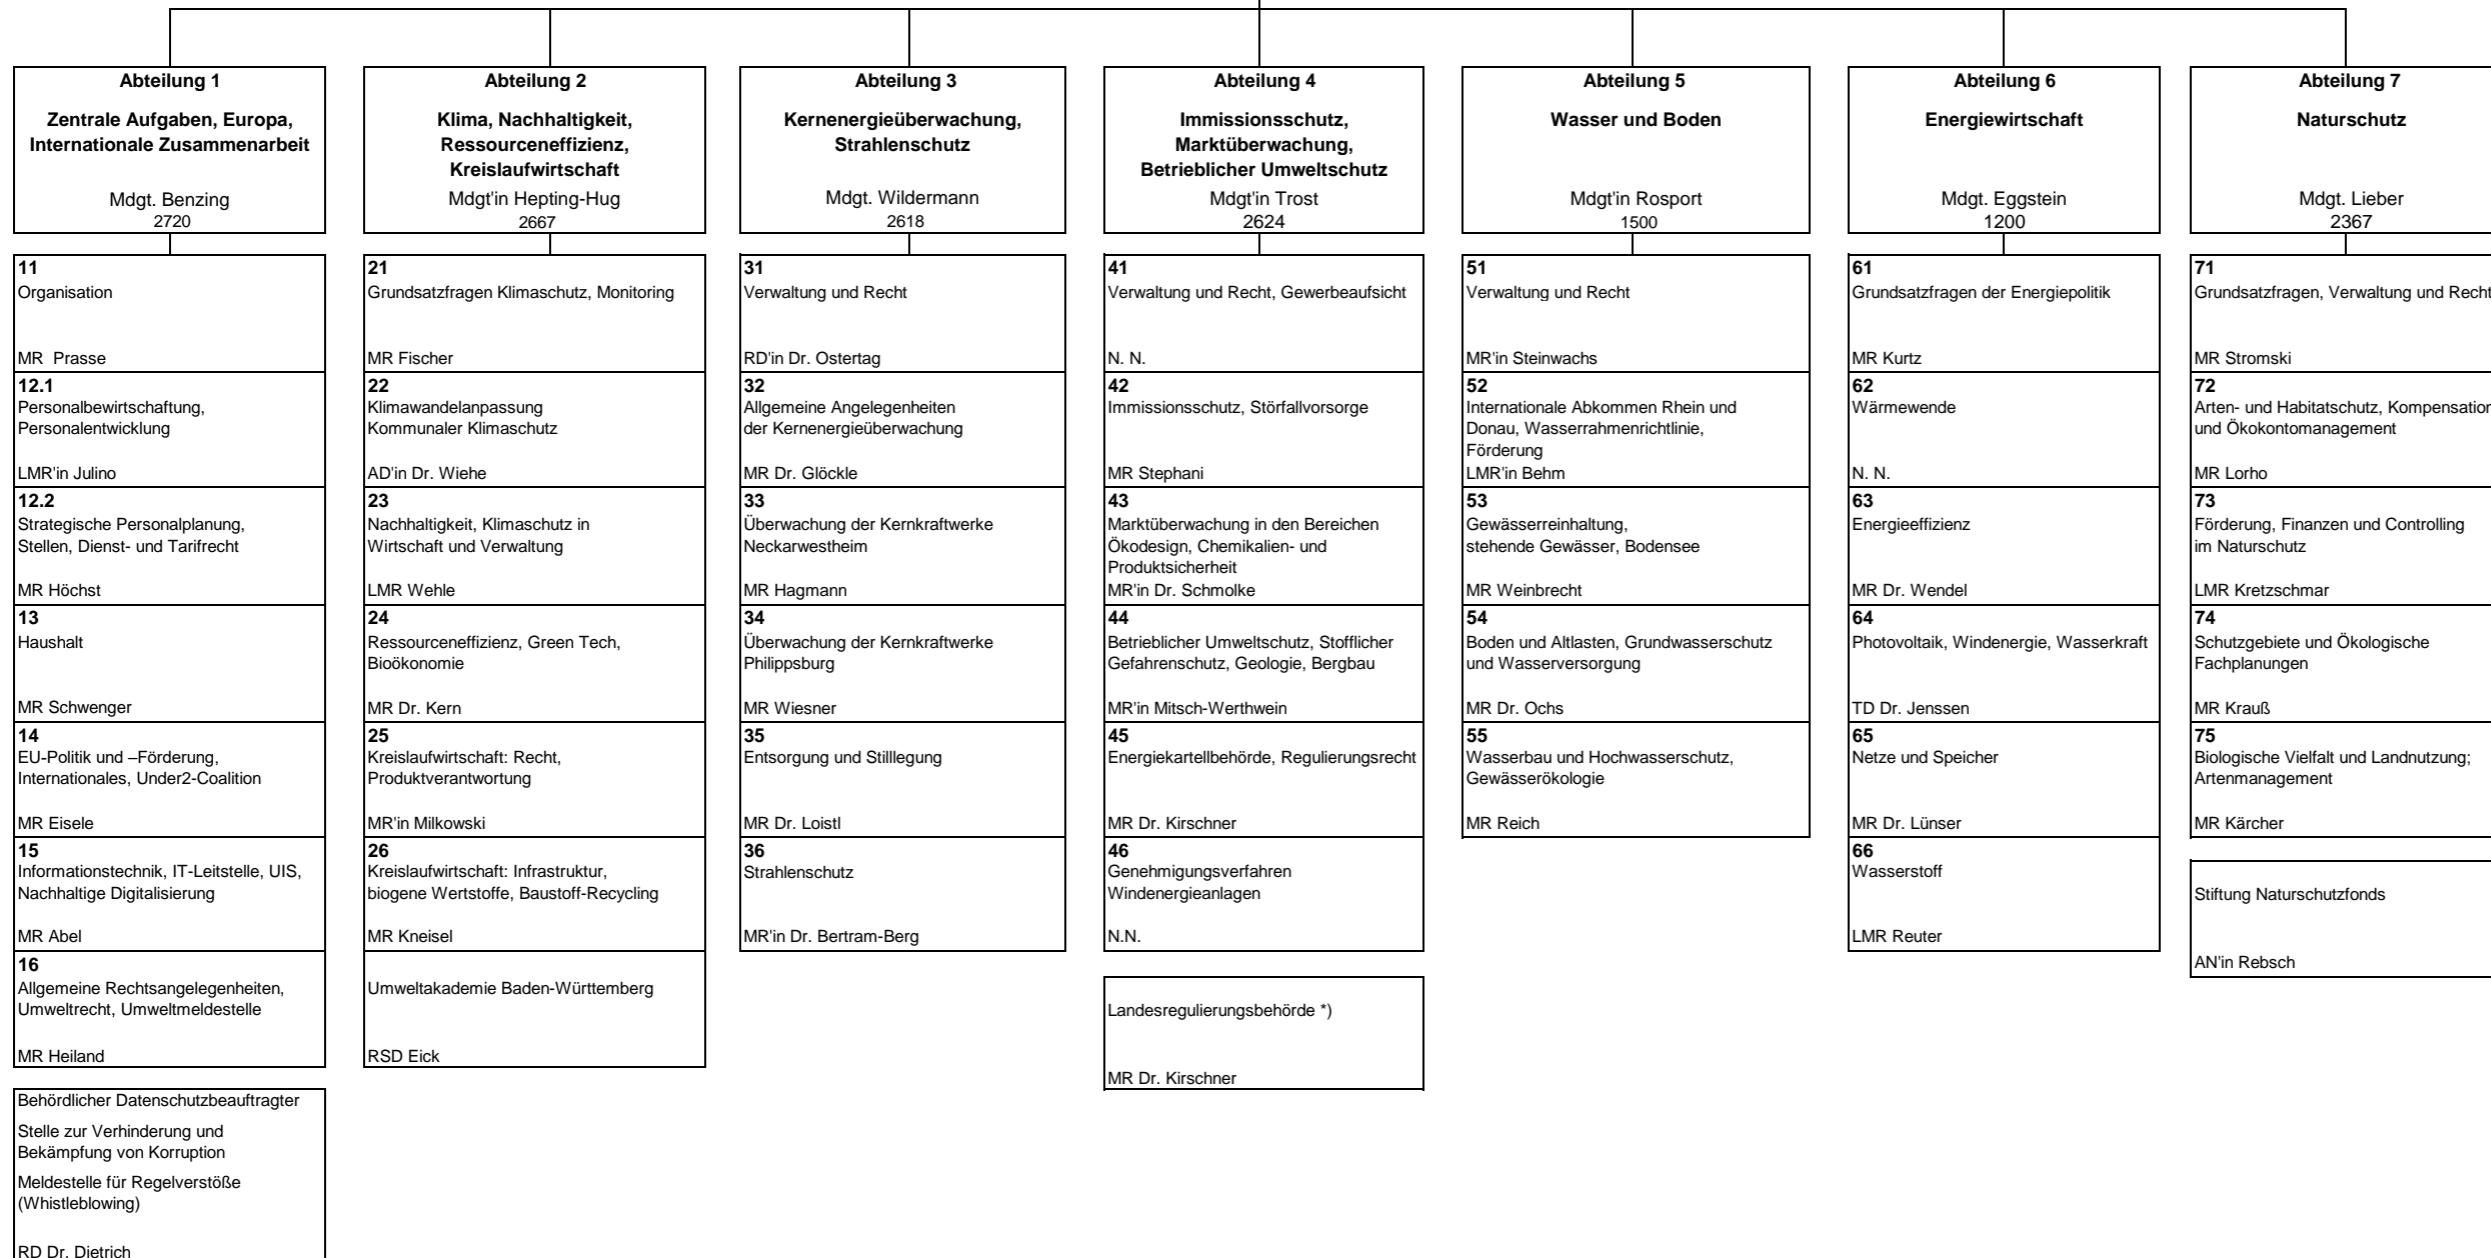 Abteilung 1
Zentrale Aufgaben, Europa,
Internationale Zusammenarbeit
Mdgt. Benzing
2720
11
Organisation
MR  Prasse
12.1
Personalbewirtschaftung,
Personalentwicklung
LMR'in Julino
12.2
Strategische Personalplanung,
Stellen, Dienst- und Tarifrecht
MR Höchst
13
Haushalt
MR Schwenger
14
EU-Politik und –Förderung,
Internationales, Under2-Coalition
MR Eisele
15
Informationstechnik, IT-Leitstelle, UIS,
Nachhaltige Digitalisierung
MR Abel
16
Allgemeine Rechtsangelegenheiten,
Umweltrecht, Umweltmeldestelle
MR Heiland
Behördlicher Datenschutzbeauftragter
Stelle zur Verhinderung und
Bekämpfung von Korruption
Meldestelle für Regelverstöße
(Whistleblowing)
RD Dr. Dietrich
Abteilung 2
Klima, Nachhaltigkeit,
Ressourceneffizienz,
Kreislaufwirtschaft
Mdgt'in Hepting-Hug
2667
21
Grundsatzfragen Klimaschutz, Monitoring
MR Fischer
22
Klimawandelanpassung
Kommunaler Klimaschutz
AD'in Dr. Wiehe
23
Nachhaltigkeit, Klimaschutz in
Wirtschaft und Verwaltung
LMR Wehle
24
Ressourceneffizienz, Green Tech,
Bioökonomie
MR Dr. Kern
25
Kreislaufwirtschaft: Recht,
Produktverantwortung
MR'in Milkowski
26
Kreislaufwirtschaft: Infrastruktur,
biogene Wertstoffe, Baustoff-Recycling
MR Kneisel
Umweltakademie Baden-Württemberg
RSD Eick
Abteilung 3
Kernenergieüberwachung,
Strahlenschutz
Mdgt. Wildermann
2618
31
Verwaltung und Recht
RD'in Dr. Ostertag
32
Allgemeine Angelegenheiten
der Kernenergieüberwachung
MR Dr. Glöckle
33
Überwachung der Kernkraftwerke
Neckarwestheim
MR Hagmann
34
Überwachung der Kernkraftwerke
Philippsburg
MR Wiesner
35
Entsorgung und Stilllegung
MR Dr. Loistl
36
Strahlenschutz
MR'in Dr. Bertram-Berg
Abteilung 4
Immissionsschutz,
Marktüberwachung,
Betrieblicher Umweltschutz
Mdgt'in Trost
2624
41
Verwaltung und Recht, Gewerbeaufsicht
N. N.
42
Immissionsschutz, Störfallvorsorge
MR Stephani
43
Marktüberwachung in den Bereichen
Ökodesign, Chemikalien- und
Produktsicherheit
MR'in Dr. Schmolke
44
Betrieblicher Umweltschutz, Stofflicher
Gefahrenschutz, Geologie, Bergbau
MR'in Mitsch-Werthwein
45
Energiekartellbehörde, Regulierungsrecht
MR Dr. Kirschner
46
Genehmigungsverfahren
Windenergieanlagen
N.N.
Landesregulierungsbehörde *)
MR Dr. Kirschner
Abteilung 5
Wasser und Boden
Mdgt'in Rosport
1500
51
Verwaltung und Recht
MR'in Steinwachs
52
Internationale Abkommen Rhein und
Donau, Wasserrahmenrichtlinie,
Förderung
LMR'in Behm
53
Gewässerreinhaltung,
stehende Gewässer, Bodensee
MR Weinbrecht
54
Boden und Altlasten, Grundwasserschutz
und Wasserversorgung
MR Dr. Ochs
55
Wasserbau und Hochwasserschutz,
Gewässerökologie
MR Reich
Abteilung 6
Energiewirtschaft
Mdgt. Eggstein
1200
61
Grundsatzfragen der Energiepolitik
MR Kurtz
62
Wärmewende
N. N.
63
Energieeffizienz
MR Dr. Wendel
64
Photovoltaik, Windenergie, Wasserkraft
TD Dr. Jenssen
65
Netze und Speicher
MR Dr. Lünser
66
Wasserstoff
LMR Reuter
Abteilung 7
Naturschutz
Mdgt. Lieber
2367
71
Grundsatzfragen, Verwaltung und Recht
MR Stromski
72
Arten- und Habitatschutz, Kompensation
und Ökokontomanagement
MR Lorho
73
Förderung, Finanzen und Controlling
im Naturschutz
LMR Kretzschmar
74
Schutzgebiete und Ökologische
Fachplanungen
MR Krauß
75
Biologische Vielfalt und Landnutzung;
Artenmanagement
MR Kärcher
Stiftung Naturschutzfonds
AN'in Rebsch